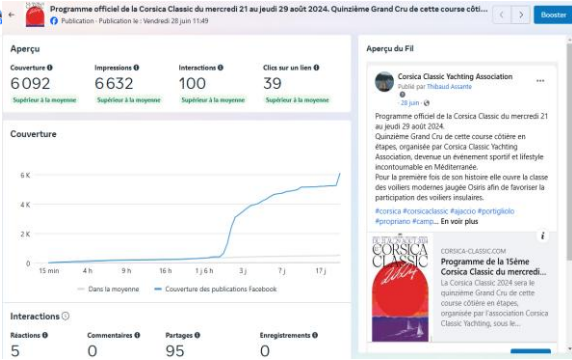 Programme officiel de la Corsica Classic du mercredi 21 au jeudi 29 août 2024. Quinzième Grand Cru de cette course côti...
Publication · Publication le : Vendredi 28 juin 11:49
Booster
Aperçu
Couverture
Impressions
Interactions
Clics sur un lien
6 092
6 632
100
39
Supérieur à la moyenne
Supérieur à la moyenne
Supérieur à la moyenne
Supérieur à la moyenne
Couverture
6 K
4 K
2 K
0
15 min
4 h
9 h
16 h
1 j 6 h
3 j
7 j
17 j
Dans la moyenne
Couverture des publications Facebook
Interactions
Réactions
Commentaires
Partages
Enregistrements
5
0
95
0
Aperçu du Fil
Corsica Classic Yachting Association
Publié par Thibaud Assante
· 28 juin ·
Programme officiel de la Corsica Classic du mercredi 21
au jeudi 29 août 2024.
Quinzième Grand Cru de cette course côtière en
étapes, organisée par Corsica Classic Yachting
Association, devenue un événement sportif et lifestyle
incontournable en Méditerranée.
Pour la première fois de son histoire elle ouvre la classe
des voiliers modernes jaugée Osiris afin de favoriser la
participation des voiliers insulaires.
#corsica #corsicaclassic #ajaccio #portigliolo
#propriano #camp... En voir plus
CORSICA
CLASSIC
CORSICA-CLASSIC.COM
Programme de la 15ème
Corsica Classic du mercredi...
La Corsica Classic 2024 sera le
quinzième Grand Cru de cette
course côtière en étapes,
organisée par l'association Corsica
Classic Yachting, sous le...